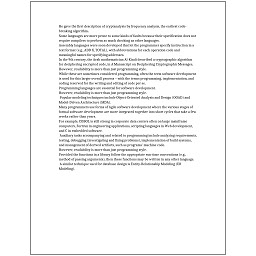 He gave the first description of cryptanalysis by frequency analysis, the earliest code-
breaking algorithm.
Some languages are more prone to some kinds of faults because their specification does not
require compilers to perform as much checking as other languages.
Assembly languages were soon developed that let the programmer specify instruction in a
text format (e.g., ADD X, TOTAL), with abbreviations for each operation code and
meaningful names for specifying addresses.
In the 9th century, the Arab mathematician Al-Kindi described a cryptographic algorithm
for deciphering encrypted code, in A Manuscript on Deciphering Cryptographic Messages.
However, readability is more than just programming style.
While these are sometimes considered programming, often the term software development
is used for this larger overall process – with the terms programming, implementation, and
coding reserved for the writing and editing of code per se.
Programming languages are essential for software development.
However, readability is more than just programming style.
Popular modeling techniques include Object-Oriented Analysis and Design (OOAD) and
Model-Driven Architecture (MDA).
Many programmers use forms of Agile software development where the various stages of
formal software development are more integrated together into short cycles that take a few
weeks rather than years.
For example, COBOL is still strong in corporate data centers often on large mainframe
computers, Fortran in engineering applications, scripting languages in Web development,
and C in embedded software.
Auxiliary tasks accompanying and related to programming include analyzing requirements,
testing, debugging (investigating and fixing problems), implementation of build systems,
and management of derived artifacts, such as programs' machine code.
However, readability is more than just programming style.
Provided the functions in a library follow the appropriate run-time conventions (e.g.,
method of passing arguments), then these functions may be written in any other language.
A similar technique used for database design is Entity-Relationship Modeling (ER
Modeling).